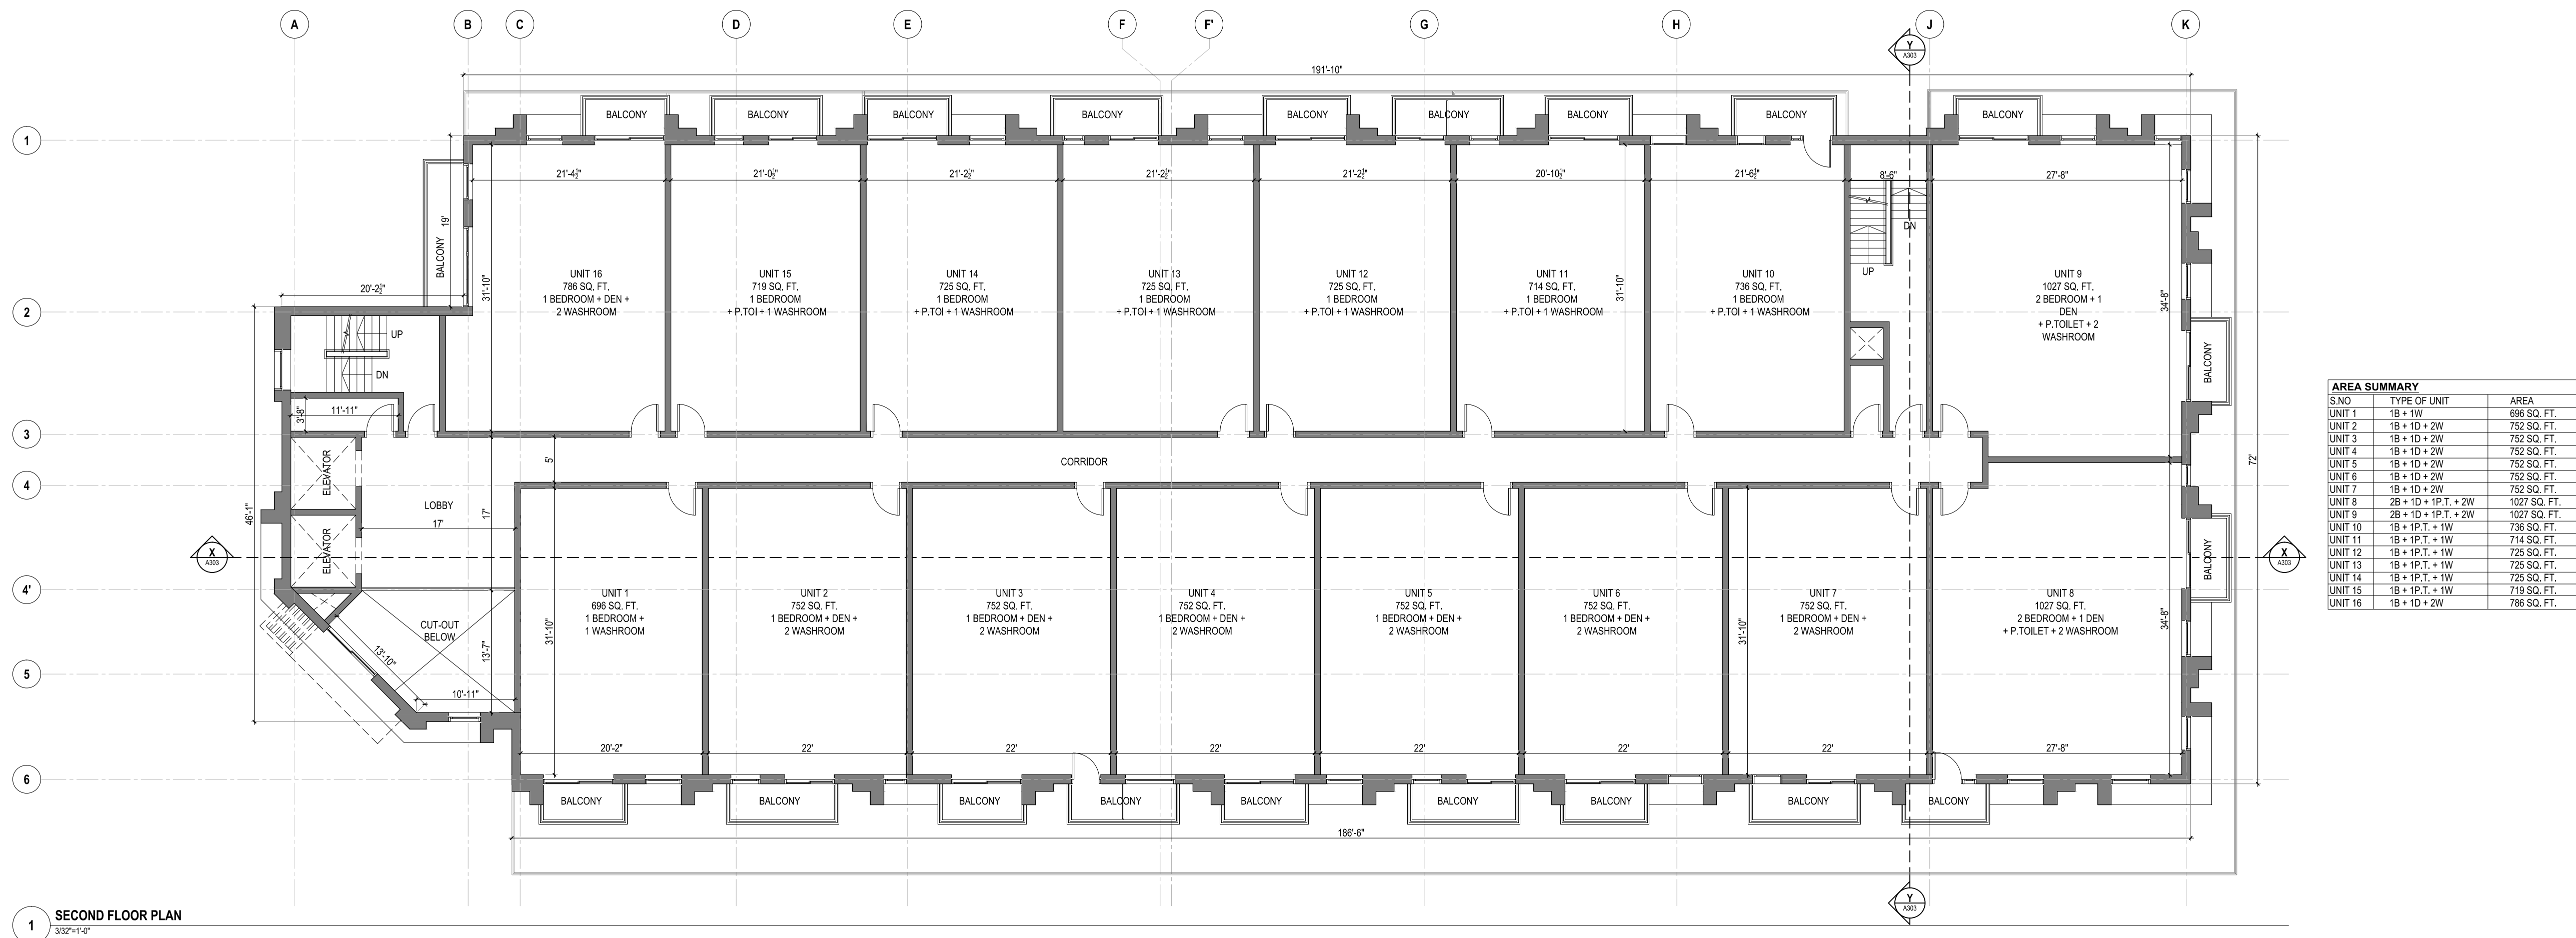 A B C D E F F' G H J K
Y
A303
191'-10"
BALCONY BALCONY BALCONY BALCONY BALCONY BALCONY BALCONY BALCONY BALCONY
1
21'-4½" 21'-0½" 21'-2½" 21'-2½" 21'-2½" 20'-10½" 21'-6½" 8'-6" 27'-8"
19'
BALCONY
DN
UP
31'-10"
31'-10"
34'-8"
72'
UNIT 16
786 SQ. FT.
1 BEDROOM + DEN +
2 WASHROOM
UNIT 15
719 SQ. FT.
1 BEDROOM
+ P.TOI + 1 WASHROOM
UNIT 14
725 SQ. FT.
1 BEDROOM
+ P.TOI + 1 WASHROOM
UNIT 13
725 SQ. FT.
1 BEDROOM
+ P.TOI + 1 WASHROOM
UNIT 12
725 SQ. FT.
1 BEDROOM
+ P.TOI + 1 WASHROOM
UNIT 11
714 SQ. FT.
1 BEDROOM
+ P.TOI + 1 WASHROOM
UNIT 10
736 SQ. FT.
1 BEDROOM
+ P.TOI + 1 WASHROOM
UNIT 9
1027 SQ. FT.
2 BEDROOM + 1
DEN
+ P.TOILET + 2
WASHROOM
20'-2½"
2
UP
DN
BALCONY
3'-8"
11'-11"
3
5'
CORRIDOR
ELEVATOR
4
LOBBY
17'
17'
46'-1"
ELEVATOR
BALCONY
X
A303
X
A303
4'
CUT-OUT
BELOW
13'-10"
13'-7"
10'-11"
5
31'-10"
31'-10"
34'-8"
UNIT 1
696 SQ. FT.
1 BEDROOM +
1 WASHROOM
UNIT 2
752 SQ. FT.
1 BEDROOM + DEN +
2 WASHROOM
UNIT 3
752 SQ. FT.
1 BEDROOM + DEN +
2 WASHROOM
UNIT 4
752 SQ. FT.
1 BEDROOM + DEN +
2 WASHROOM
UNIT 5
752 SQ. FT.
1 BEDROOM + DEN +
2 WASHROOM
UNIT 6
752 SQ. FT.
1 BEDROOM + DEN +
2 WASHROOM
UNIT 7
752 SQ. FT.
1 BEDROOM + DEN +
2 WASHROOM
UNIT 8
1027 SQ. FT.
2 BEDROOM + 1 DEN
+ P.TOILET + 2 WASHROOM
20'-2" 22' 22' 22' 22' 22' 22' 27'-8"
6
BALCONY BALCONY BALCONY BALCONY BALCONY BALCONY BALCONY BALCONY BALCONY
186'-6"
Y
A303
1
SECOND FLOOR PLAN
3/32"=1'-0"
AREA SUMMARY
S.NO TYPE OF UNIT AREA
UNIT 1 1B + 1W 696 SQ. FT.
UNIT 2 1B + 1D + 2W 752 SQ. FT.
UNIT 3 1B + 1D + 2W 752 SQ. FT.
UNIT 4 1B + 1D + 2W 752 SQ. FT.
UNIT 5 1B + 1D + 2W 752 SQ. FT.
UNIT 6 1B + 1D + 2W 752 SQ. FT.
UNIT 7 1B + 1D + 2W 752 SQ. FT.
UNIT 8 2B + 1D + 1P.T. + 2W 1027 SQ. FT.
UNIT 9 2B + 1D + 1P.T. + 2W 1027 SQ. FT.
UNIT 10 1B + 1P.T. + 1W 736 SQ. FT.
UNIT 11 1B + 1P.T. + 1W 714 SQ. FT.
UNIT 12 1B + 1P.T. + 1W 725 SQ. FT.
UNIT 13 1B + 1P.T. + 1W 725 SQ. FT.
UNIT 14 1B + 1P.T. + 1W 725 SQ. FT.
UNIT 15 1B + 1P.T. + 1W 719 SQ. FT.
UNIT 16 1B + 1D + 2W 786 SQ. FT.